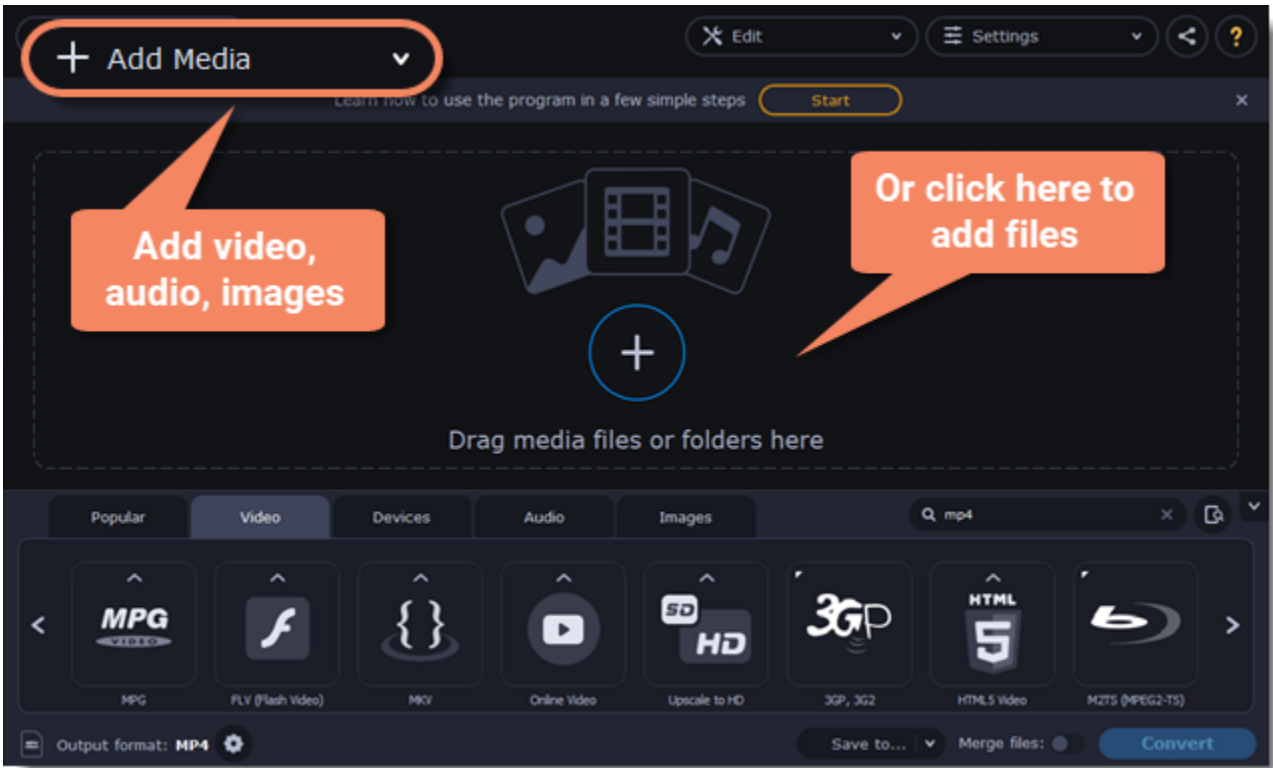 + Add Media
Edit
Settings
?
Learn how to use the program in a few simple steps
Start
Add video,
audio, images
Or click here to
add files
Drag media files or folders here
Popular
Video
Devices
Audio
Images
mp4
MPG
VIDEO
SD
HD
3GP
HTML
5
MPG
FLV (Flash Video)
MKV
Online Video
Upscale to HD
3GP, 3G2
HTML5 Video
M2TS (MPEG2-TS)
Output format: MP4
Save to...
Merge files:
Convert